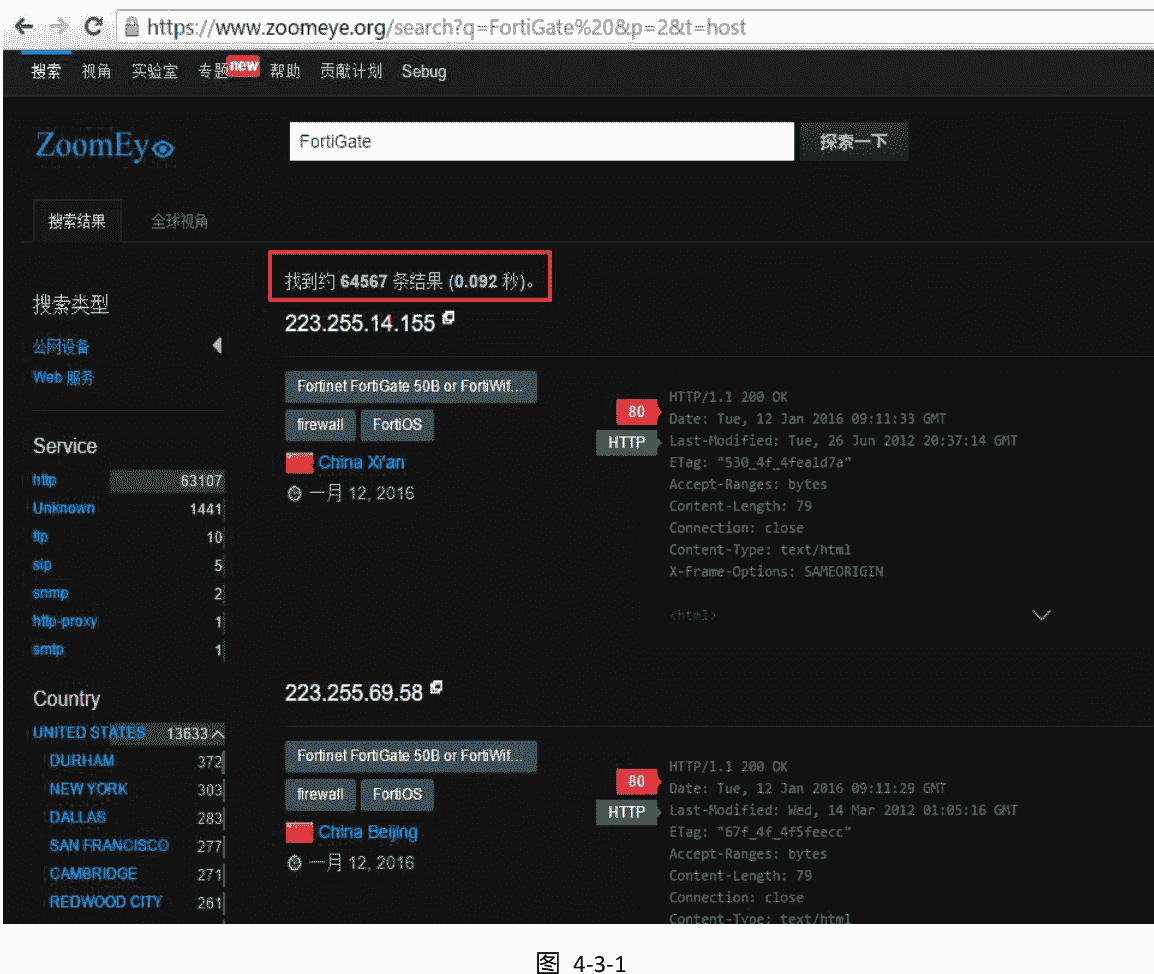 https://www.zoomeye.org/search?q=FortiGate%20&p=2&t=host
搜索 视角 实验室 专题 new 帮助 贡献计划 Sebug
ZoomEye
FortiGate
探索一下
搜索结果 全球视角
找到约 64567 条结果 (0.092 秒)。
搜索类型
公网设备
Web 服务
Service
http 63107
Unknown 1441
ftp 10
sip 5
snmp 2
http-proxy 1
smtp 1
Country
UNITED STATES 13633
DURHAM 372
NEW YORK 303
DALLAS 283
SAN FRANCISCO 277
CAMBRIDGE 271
REDWOOD CITY 261
223.255.14.155
Fortinet FortiGate 50B or FortiWif...
firewall FortiOS
China Xi'an
一月 12, 2016
80
HTTP
HTTP/1.1 200 OK
Date: Tue, 12 Jan 2016 09:11:33 GMT
Last-Modified: Tue, 26 Jun 2012 20:37:14 GMT
ETag: "530_4f_4fea1d7a"
Accept-Ranges: bytes
Content-Length: 79
Connection: close
Content-Type: text/html
X-Frame-Options: SAMEORIGIN
<html>
223.255.69.58
Fortinet FortiGate 50B or FortiWif...
firewall FortiOS
China Beijing
一月 12, 2016
80
HTTP
HTTP/1.1 200 OK
Date: Tue, 12 Jan 2016 09:11:29 GMT
Last-Modified: Wed, 14 Mar 2012 01:05:16 GMT
ETag: "67f_4f_4f5feecc"
Accept-Ranges: bytes
Content-Length: 79
Connection: close
Content-Type: text/html
图 4-3-1